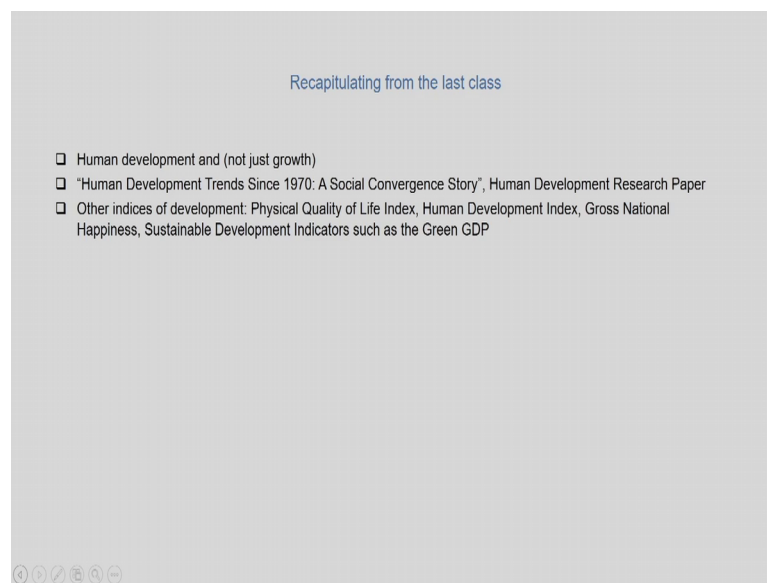 Recapitulating from the last class
❑ Human development and (not just growth)
❑ “Human Development Trends Since 1970: A Social Convergence Story”, Human Development Research Paper
❑ Other indices of development: Physical Quality of Life Index, Human Development Index, Gross National
Happiness, Sustainable Development Indicators such as the Green GDP